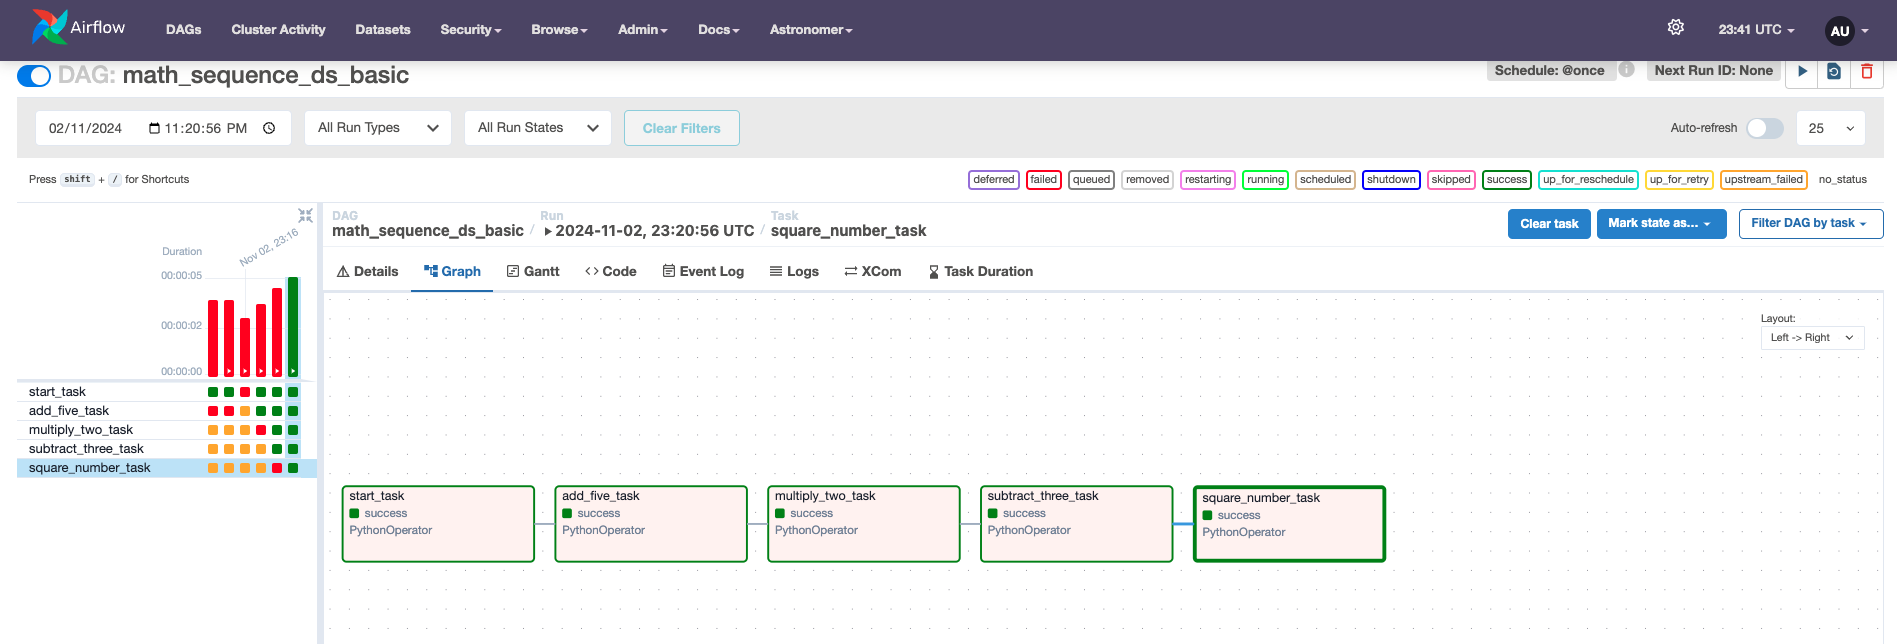 Airflow DAGs Cluster Activity Datasets Security Browse Admin Docs Astronomer 23:41 UTC AU
DAG: math_sequence_ds_basic Schedule: @once i Next Run ID: None
02/11/2024 11:20:56 PM All Run Types All Run States Clear Filters Auto-refresh 25
Press shift + / for Shortcuts deferred failed queued removed restarting running scheduled shutdown skipped success up_for_reschedule up_for_retry upstream_failed no_status
DAG Run Task
math_sequence_ds_basic / 2024-11-02, 23:20:56 UTC / square_number_task Clear task Mark state as... Filter DAG by task
Details Graph Gantt <> Code Event Log Logs XCom Task Duration
Duration
Nov 02, 23:16
00:00:05
00:00:02
00:00:00
start_task
add_five_task
multiply_two_task
subtract_three_task
square_number_task
Layout:
Left -> Right
start_task
success
PythonOperator
add_five_task
success
PythonOperator
multiply_two_task
success
PythonOperator
subtract_three_task
success
PythonOperator
square_number_task
success
PythonOperator